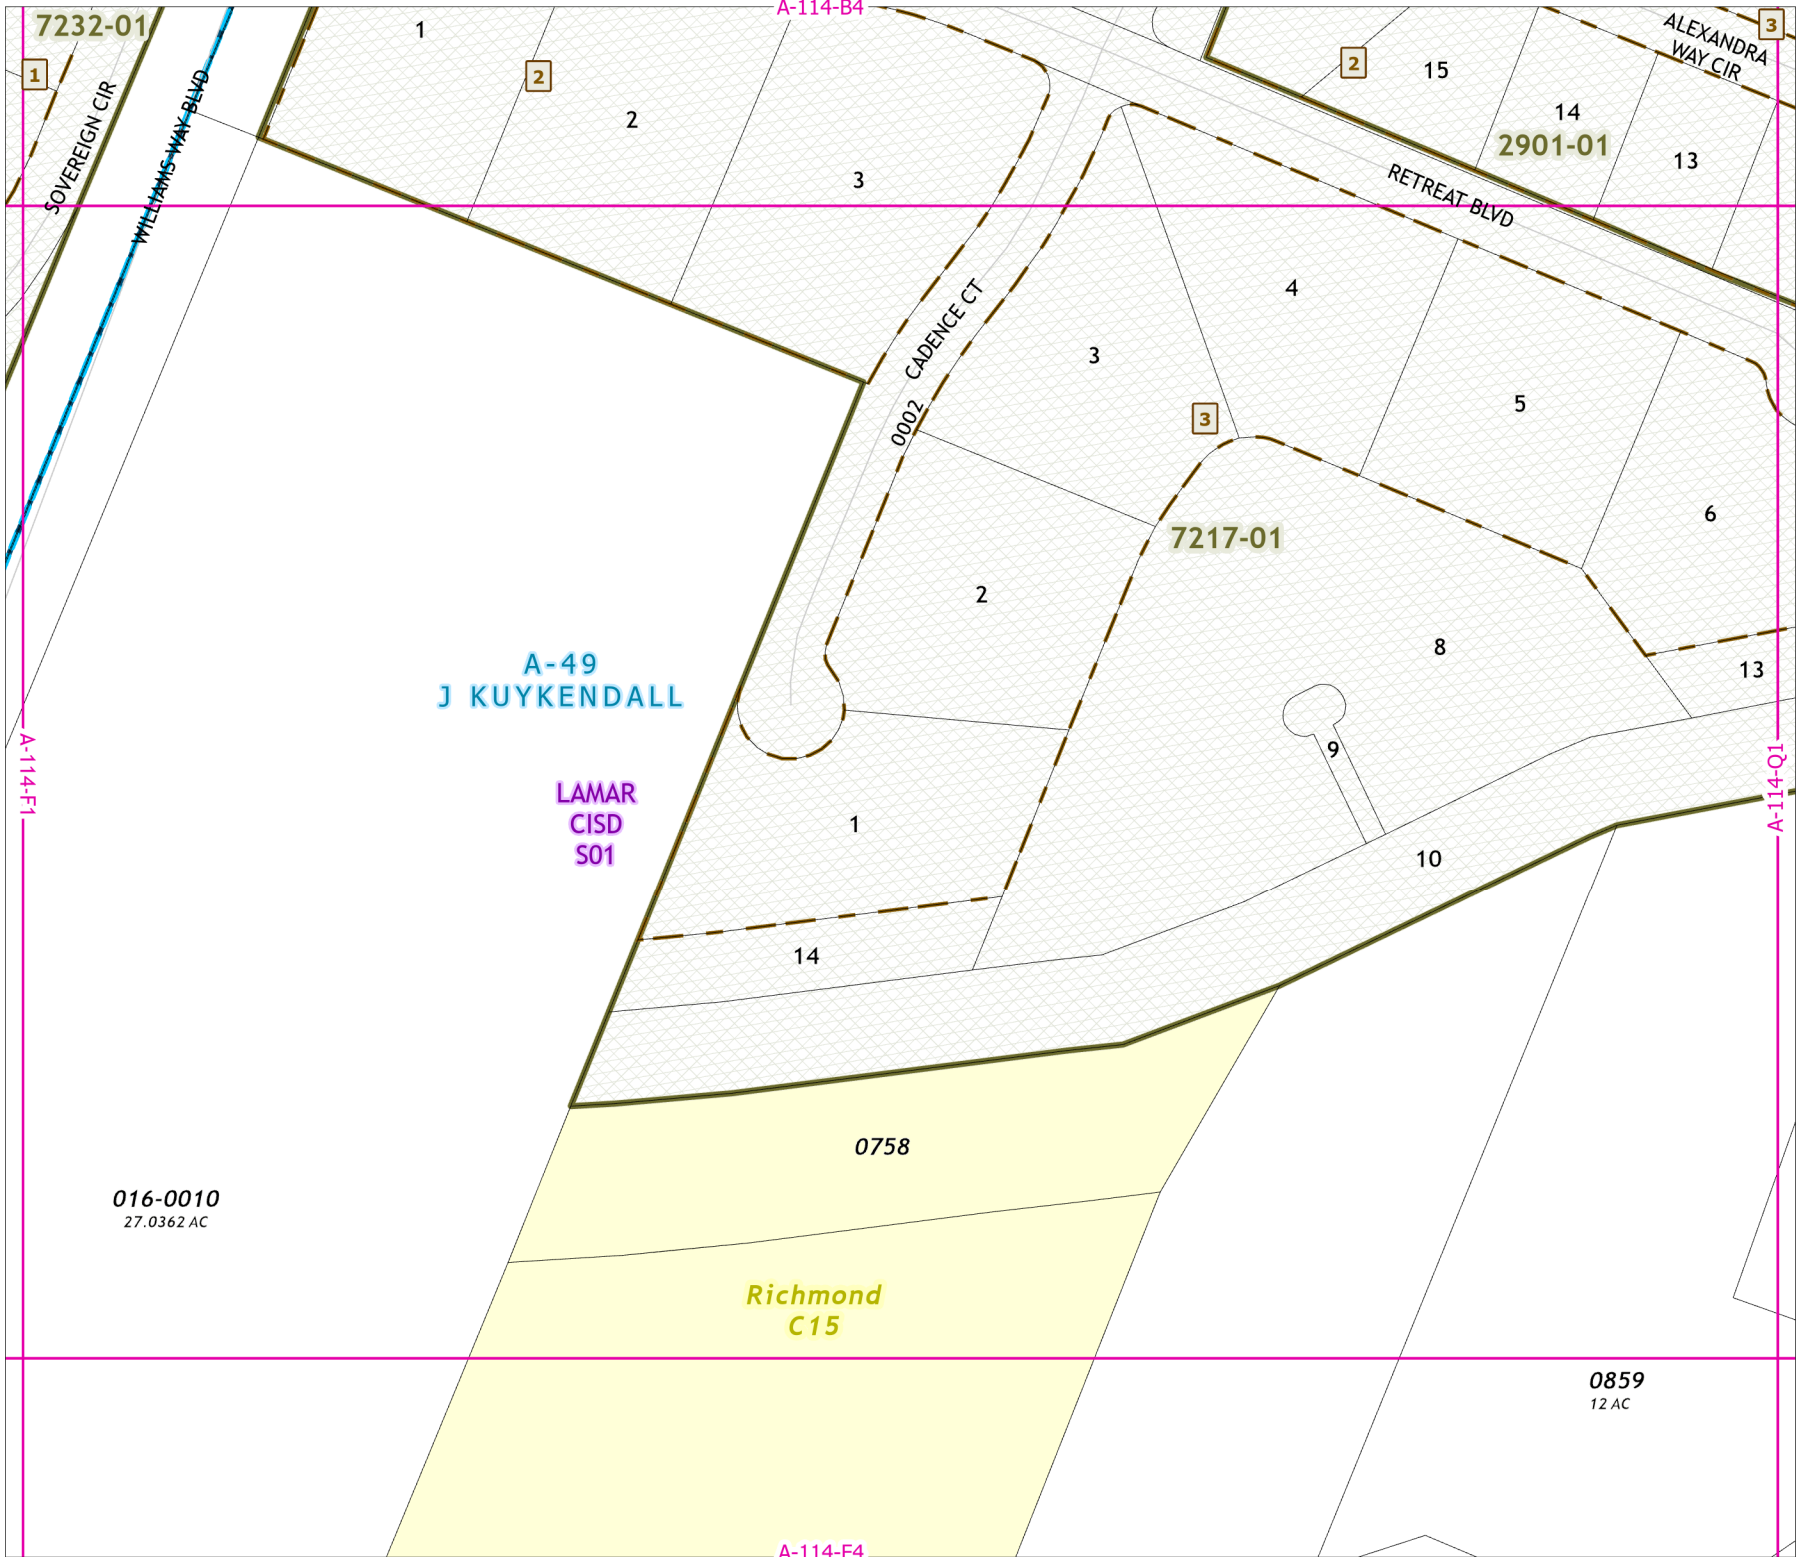 A-114-B4
7232-01
1
SOVEREIGN CIR
WILLIAMS WAY BLVD
1
2
2
3
2
15
14
2901-01
13
ALEXANDRA
WAY CIR
3
RETREAT BLVD
CADENCE CT
0002
3
4
5
6
3
7217-01
2
8
13
9
10
1
14
A-49
J KUYKENDALL
LAMAR
CISD
S01
A-114-F1
A-114-Q1
0758
016-0010
27.0362 AC
Richmond
C15
0859
12 AC